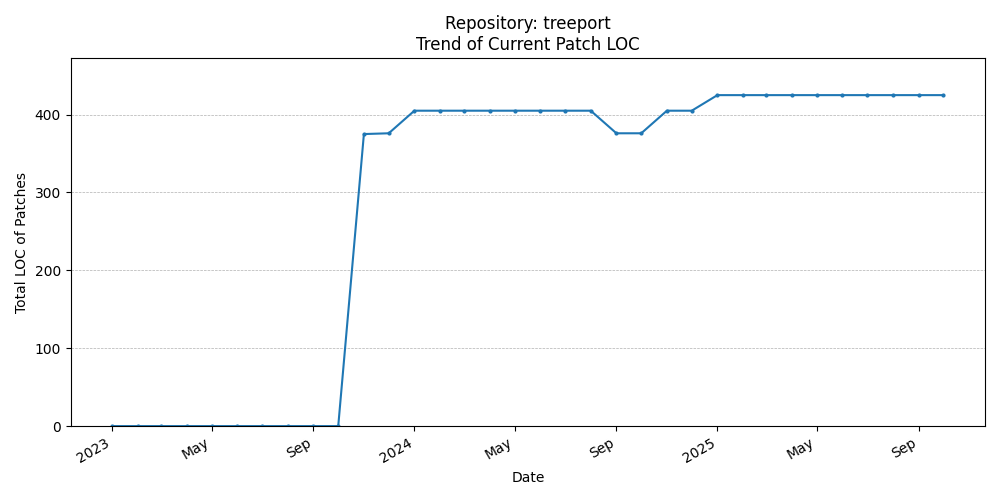 Repository: treeport
Trend of Current Patch LOC
Total LOC of Patches
400
300
200
100
0
2023
May
Sep
2024
May
Sep
2025
May
Sep
Date